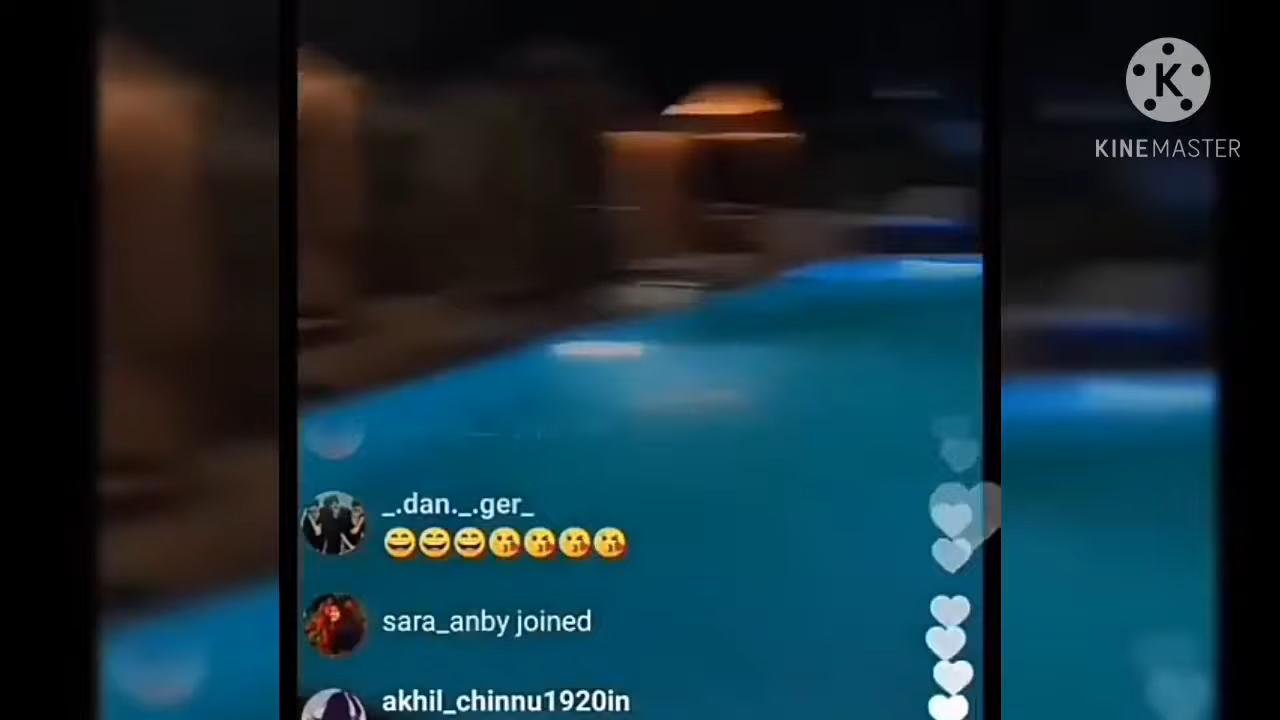 K
KINEMASTER
_.dan._.ger_
😄😄😄😘😘😘😘
sara_anby joined
akhil_chinnu1920in